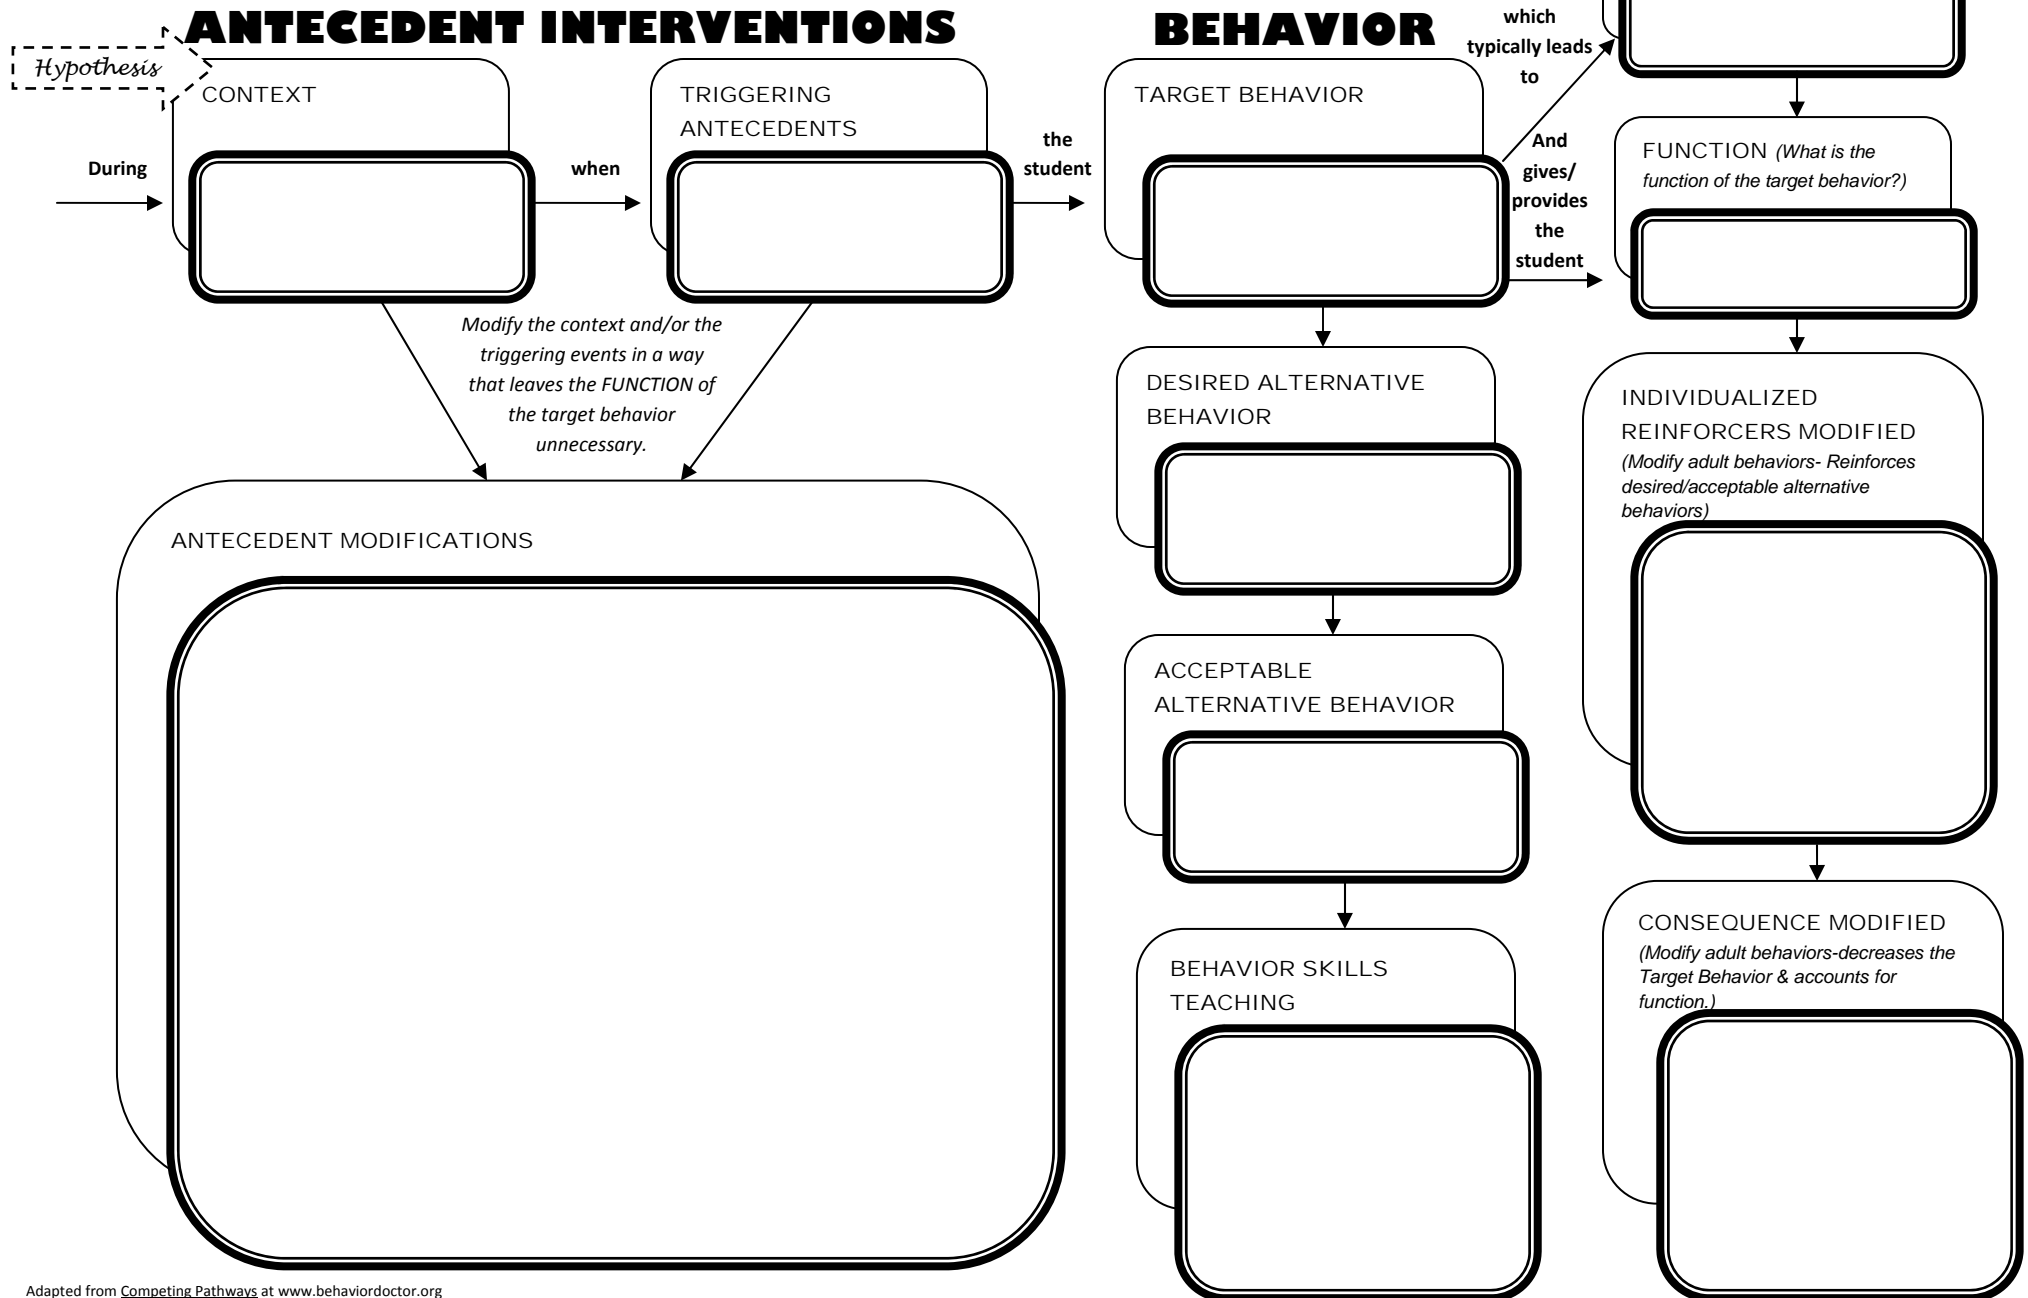 ANTECEDENT INTERVENTIONS
BEHAVIOR
which
typically leads
to
Hypothesis
CONTEXT
TRIGGERING
ANTECEDENTS
TARGET BEHAVIOR
During
when
the
student
And
gives/
provides
the
student
FUNCTION (What is the
function of the target behavior?)
Modify the context and/or the
triggering events in a way
that leaves the FUNCTION of
the target behavior
unnecessary.
DESIRED ALTERNATIVE
BEHAVIOR
INDIVIDUALIZED
REINFORCERS MODIFIED
(Modify adult behaviors- Reinforces
desired/acceptable alternative
behaviors)
ANTECEDENT MODIFICATIONS
ACCEPTABLE
ALTERNATIVE BEHAVIOR
BEHAVIOR SKILLS
TEACHING
CONSEQUENCE MODIFIED
(Modify adult behaviors-decreases the
Target Behavior & accounts for
function.)
Adapted from Competing Pathways at www.behaviordoctor.org